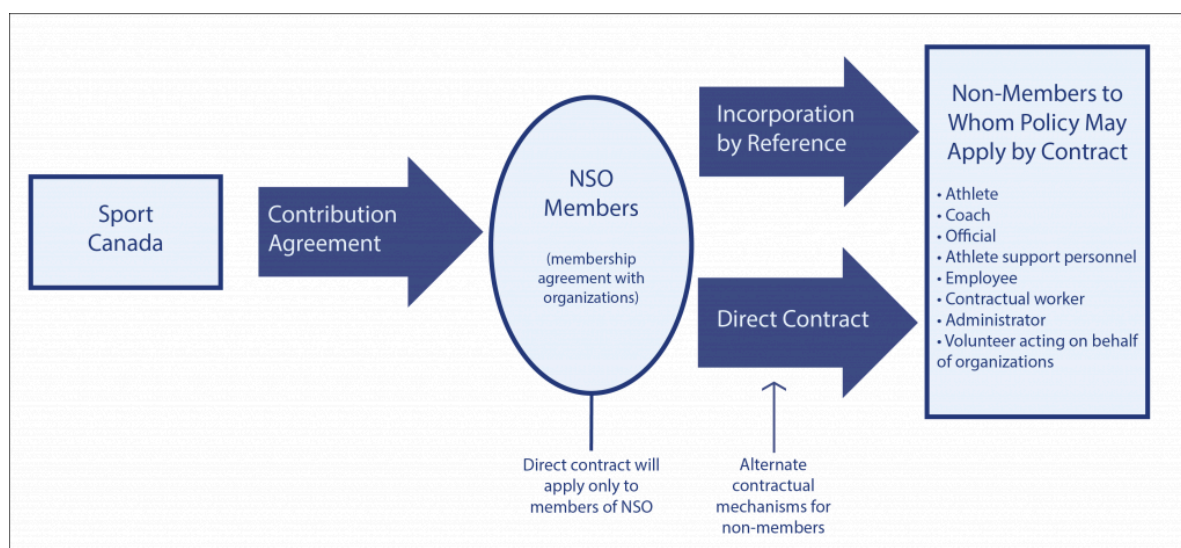 Sport
Canada
Contribution
Agreement
NSO
Members
(membership
agreement with
organizations)
Direct contract will
apply only to
members of NSO
Incorporation
by Reference
Direct Contract
Alternate
contractual
mechanisms for
non-members
Non-Members to
Whom Policy May
Apply by Contract
• Athlete
• Coach
• Official
• Athlete support personnel
• Employee
• Contractual worker
• Administrator
• Volunteer acting on behalf
of organizations